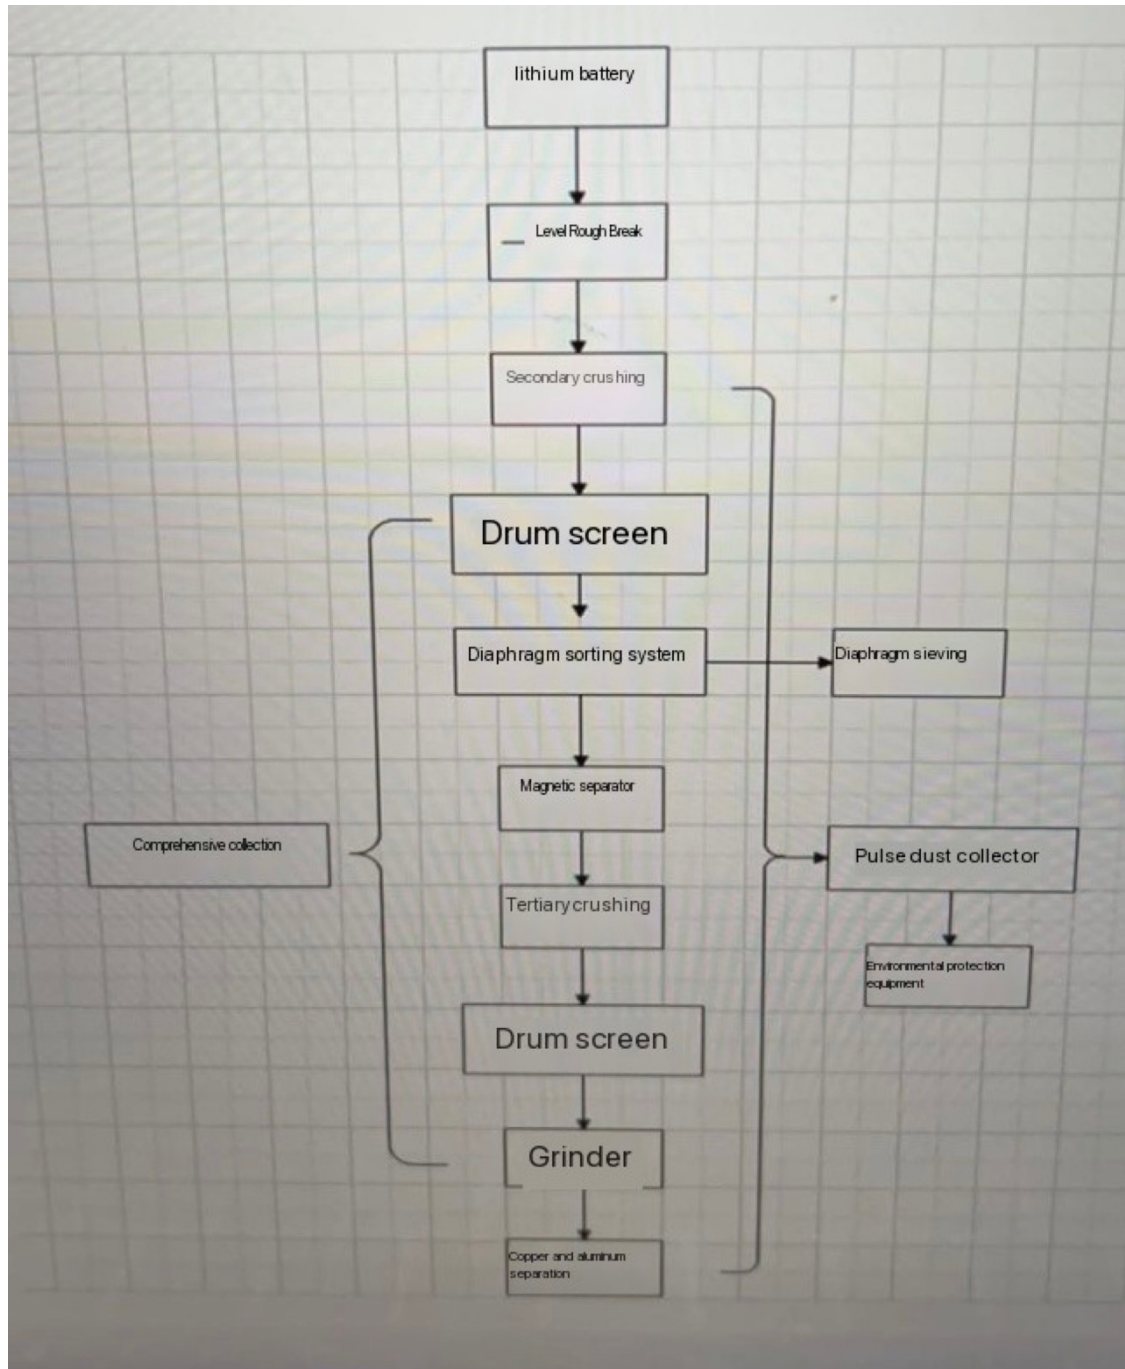 lithium battery
一 Level Rough Break
Secondary crushing
Drum screen
Diaphragm sorting system
Diaphragm sieving
Magnetic separator
Comprehensive collection
Pulse dust collector
Tertiary crushing
Environmental protection
equipment
Drum screen
Grinder
Copper and aluminum
separation